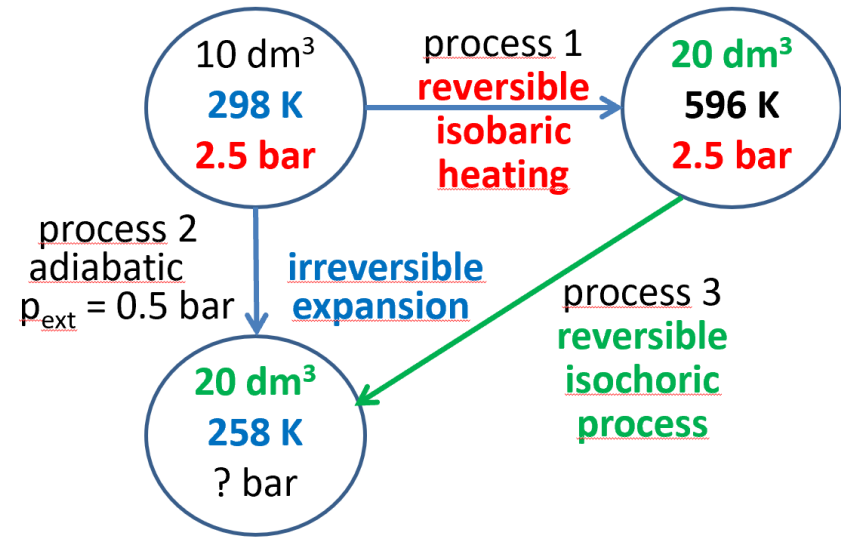 10 dm³
298 K
2.5 bar
process 1
reversible
isobaric
heating
20 dm³
596 K
2.5 bar
process 2
adiabatic
pₑₓₜ = 0.5 bar
irreversible
expansion
process 3
reversible
isochoric
process
20 dm³
258 K
? bar